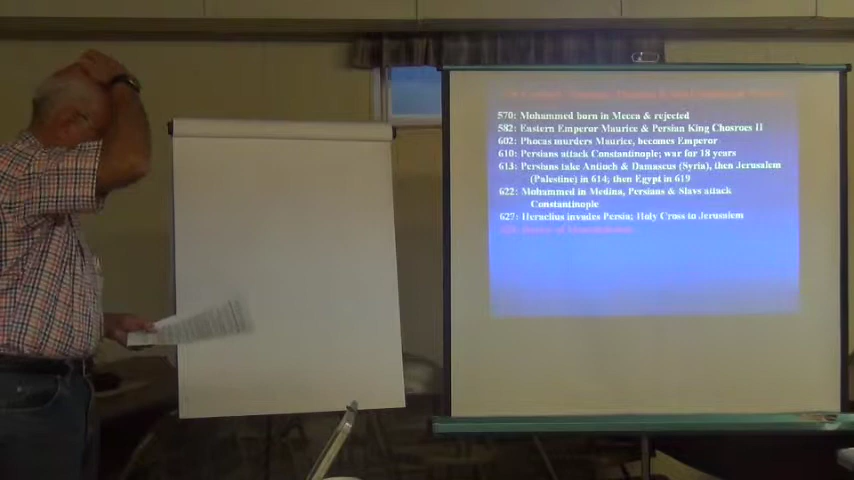 570: Mohammed born in Mecca & rejected
582: Eastern Emperor Maurice & Persian King Chosroes II
602: Phocas murders Maurice, becomes Emperor
610: Persians attack Constantinople; war for 18 years
613: Persians take Antioch & Damascus (Syria), then Jerusalem
(Palestine) in 614; then Egypt in 619
622: Mohammed in Medina, Persians & Slavs attack
Constantinople
627: Heraclius invades Persia; Holy Cross to Jerusalem